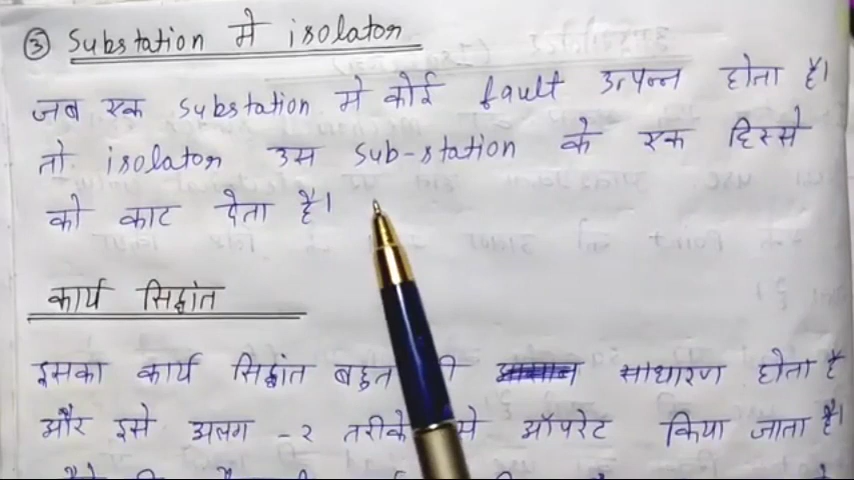 ③ Substation मे isolator
जब एक substation मे कोई fault उत्पन्न होता है।
तो isolator उस sub-station के एक हिस्से
को काट देता है।
कार्य सिद्धांत
इसका कार्य सिद्धांत बहुत साधारण होता है
और इसे अलग -२ तरीके से ऑपरेट किया जाता है।